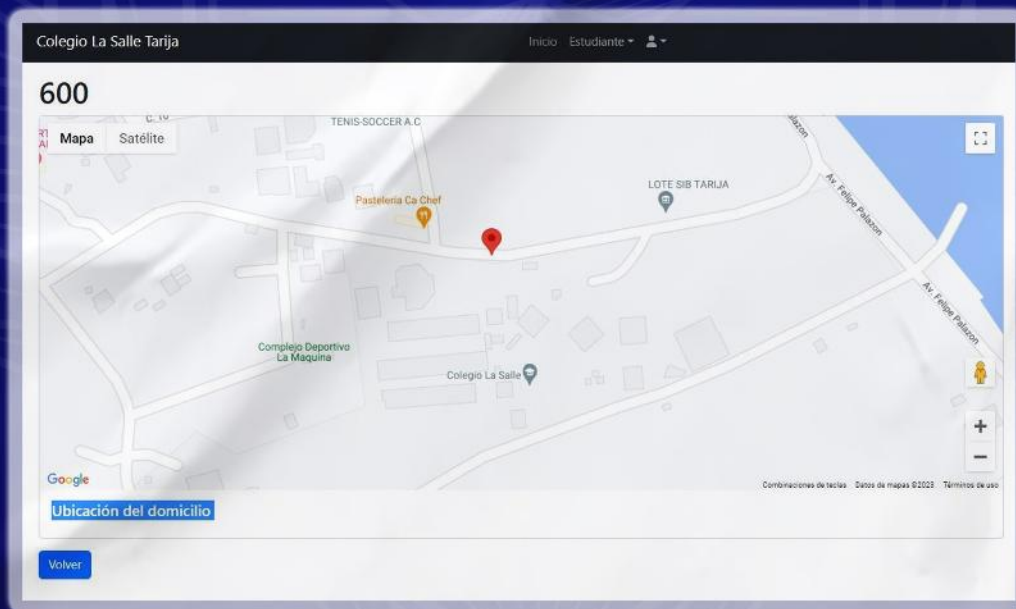 Colegio La Salle Tarija
Inicio Estudiante
600
C. 10
TENIS-SOCCER A.C
Mapa Satélite
LOTE SIB TARIJA
Pasteleria Ca Chef
Av. Felipe Palazon
Av. Felipe Palazon
Complejo Deportivo
La Maquina
Colegio La Salle
Google
Combinaciones de teclas Datos de mapas ©2023 Términos de uso
Ubicación del domicilio
Volver